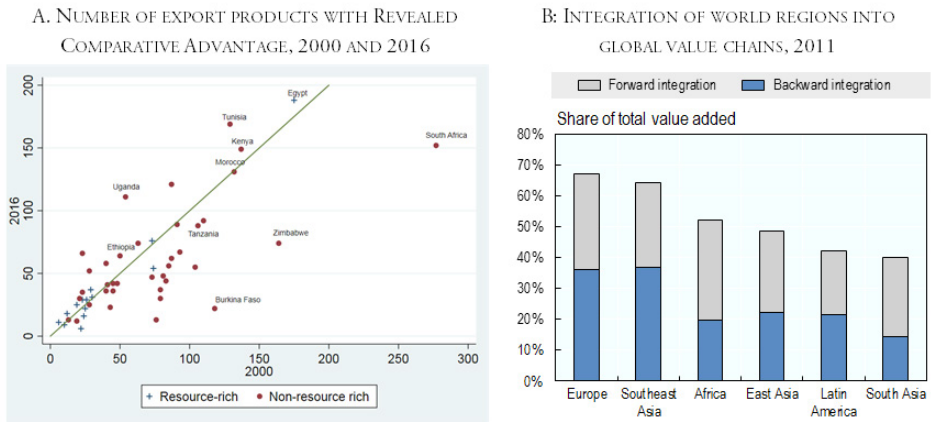 A. NUMBER OF EXPORT PRODUCTS WITH REVEALED
COMPARATIVE ADVANTAGE, 2000 AND 2016
200
150
100
50
0
2016
Egypt
Tunisia
Kenya
South Africa
Morocco
Uganda
Tanzania
Zimbabwe
Ethiopia
Burkina Faso
0 50 100 150 200 250 300
2000
Resource-rich Non-resource rich
B: INTEGRATION OF WORLD REGIONS INTO
GLOBAL VALUE CHAINS, 2011
Forward integration Backward integration
Share of total value added
80%
70%
60%
50%
40%
30%
20%
10%
0%
Europe Southeast Africa East Asia Latin South Asia
Asia America